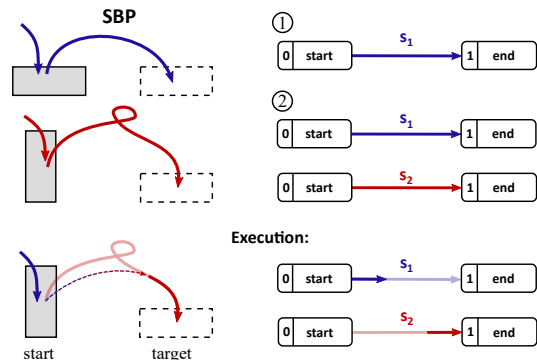 SBP
1
0 start S1 1 end
2
0 start S1 1 end
0 start S2 1 end
Execution:
0 start S1 1 end
0 start S2 1 end
start target